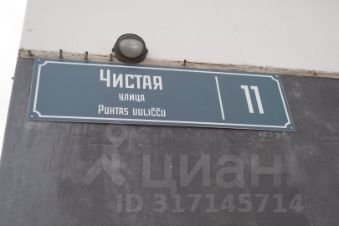 Чистая
улица
Puhtas uuličču
11
циан
ID 317145714